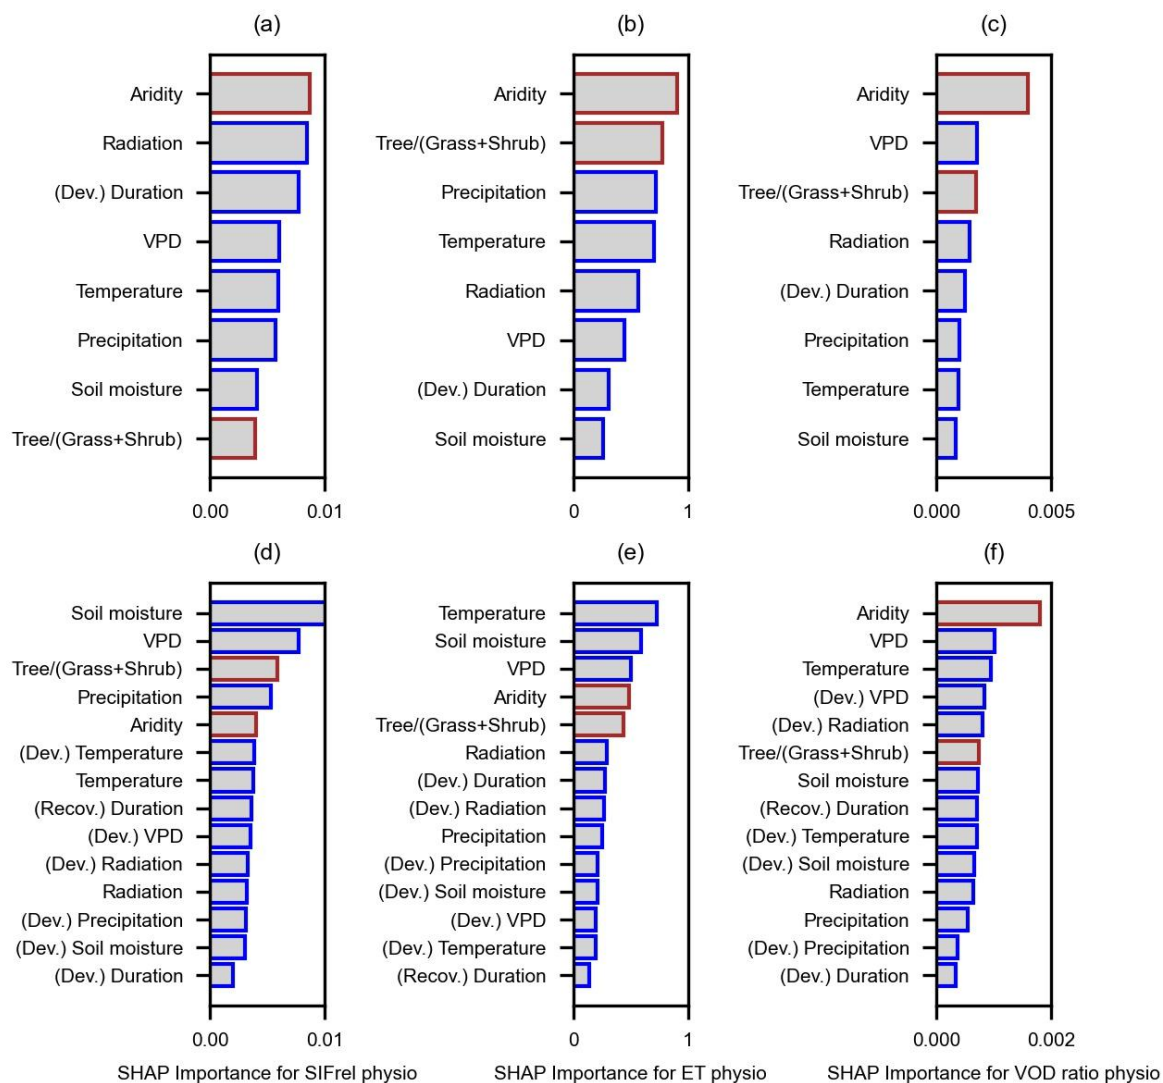 (a)
Aridity
Radiation
(Dev.) Duration
VPD
Temperature
Precipitation
Soil moisture
Tree/(Grass+Shrub)
0.00 0.01
(b)
Aridity
Tree/(Grass+Shrub)
Precipitation
Temperature
Radiation
VPD
(Dev.) Duration
Soil moisture
0 1
(c)
Aridity
VPD
Tree/(Grass+Shrub)
Radiation
(Dev.) Duration
Precipitation
Temperature
Soil moisture
0.000 0.005
(d)
Soil moisture
VPD
Tree/(Grass+Shrub)
Precipitation
Aridity
(Dev.) Temperature
Temperature
(Recov.) Duration
(Dev.) VPD
(Dev.) Radiation
Radiation
(Dev.) Precipitation
(Dev.) Soil moisture
(Dev.) Duration
0.00 0.01
SHAP Importance for SIFrel physio
(e)
Temperature
Soil moisture
VPD
Aridity
Tree/(Grass+Shrub)
Radiation
(Dev.) Duration
(Dev.) Radiation
Precipitation
(Dev.) Precipitation
(Dev.) Soil moisture
(Dev.) VPD
(Dev.) Temperature
(Recov.) Duration
0 1
SHAP Importance for ET physio
(f)
Aridity
VPD
Temperature
(Dev.) VPD
(Dev.) Radiation
Tree/(Grass+Shrub)
Soil moisture
(Recov.) Duration
(Dev.) Temperature
(Dev.) Soil moisture
Radiation
Precipitation
(Dev.) Precipitation
(Dev.) Duration
0.000 0.002
SHAP Importance for VOD ratio physio